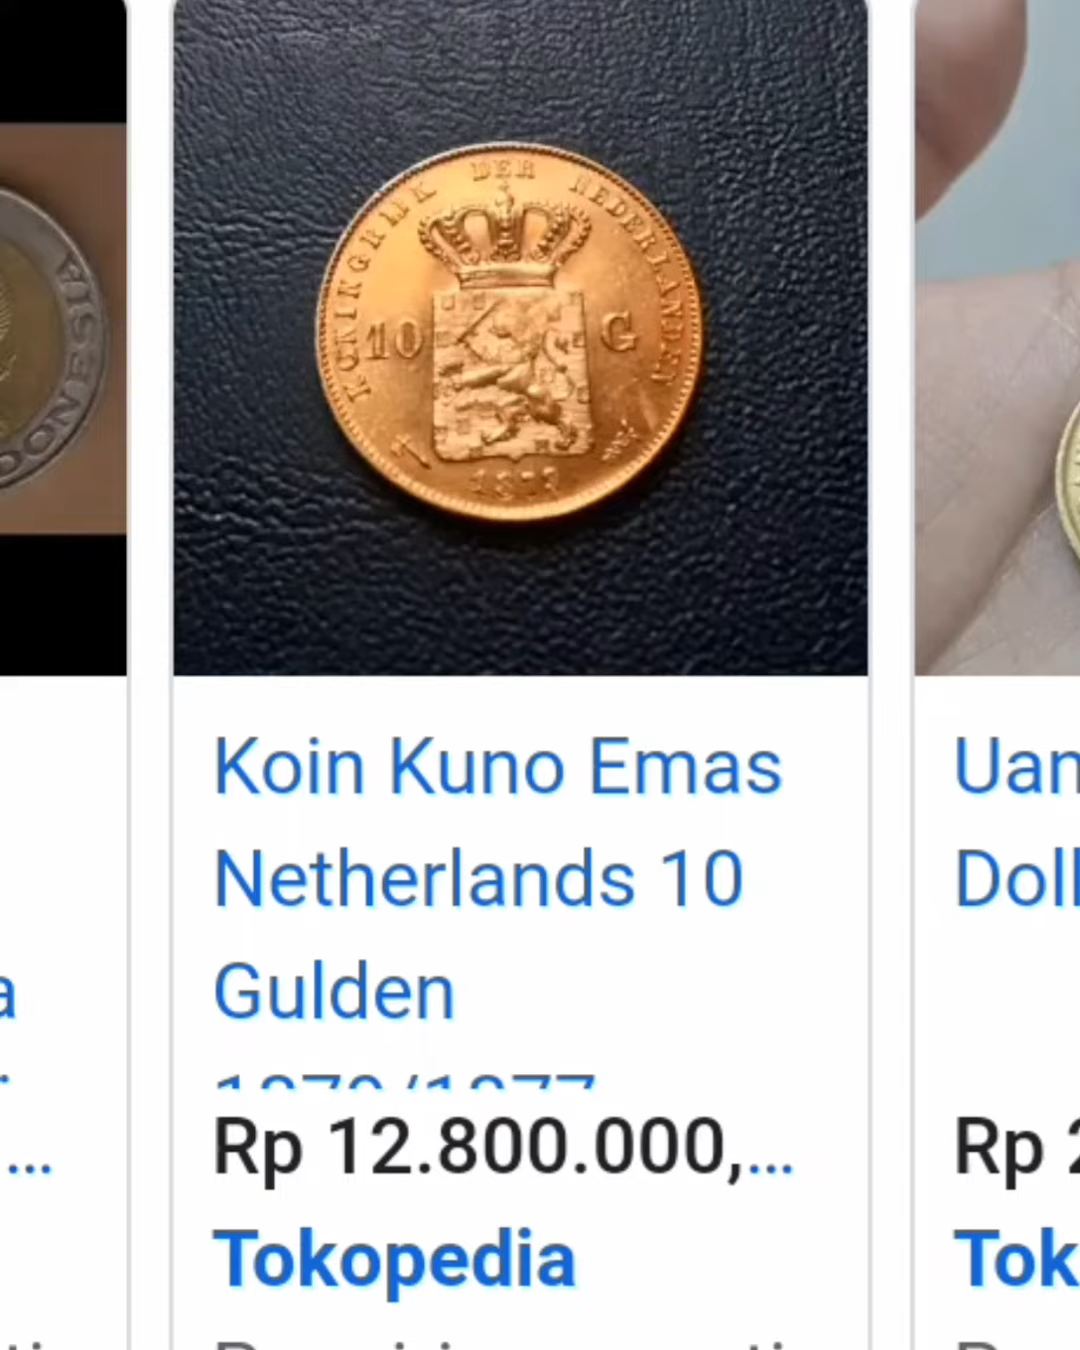 KONINGRIJK DER NEDERLANDEN
10 G
Koin Kuno Emas
Netherlands 10
Gulden
Rp 12.800.000,...
Tokopedia
Uan
Doll
Rp 2
Tok
a
...